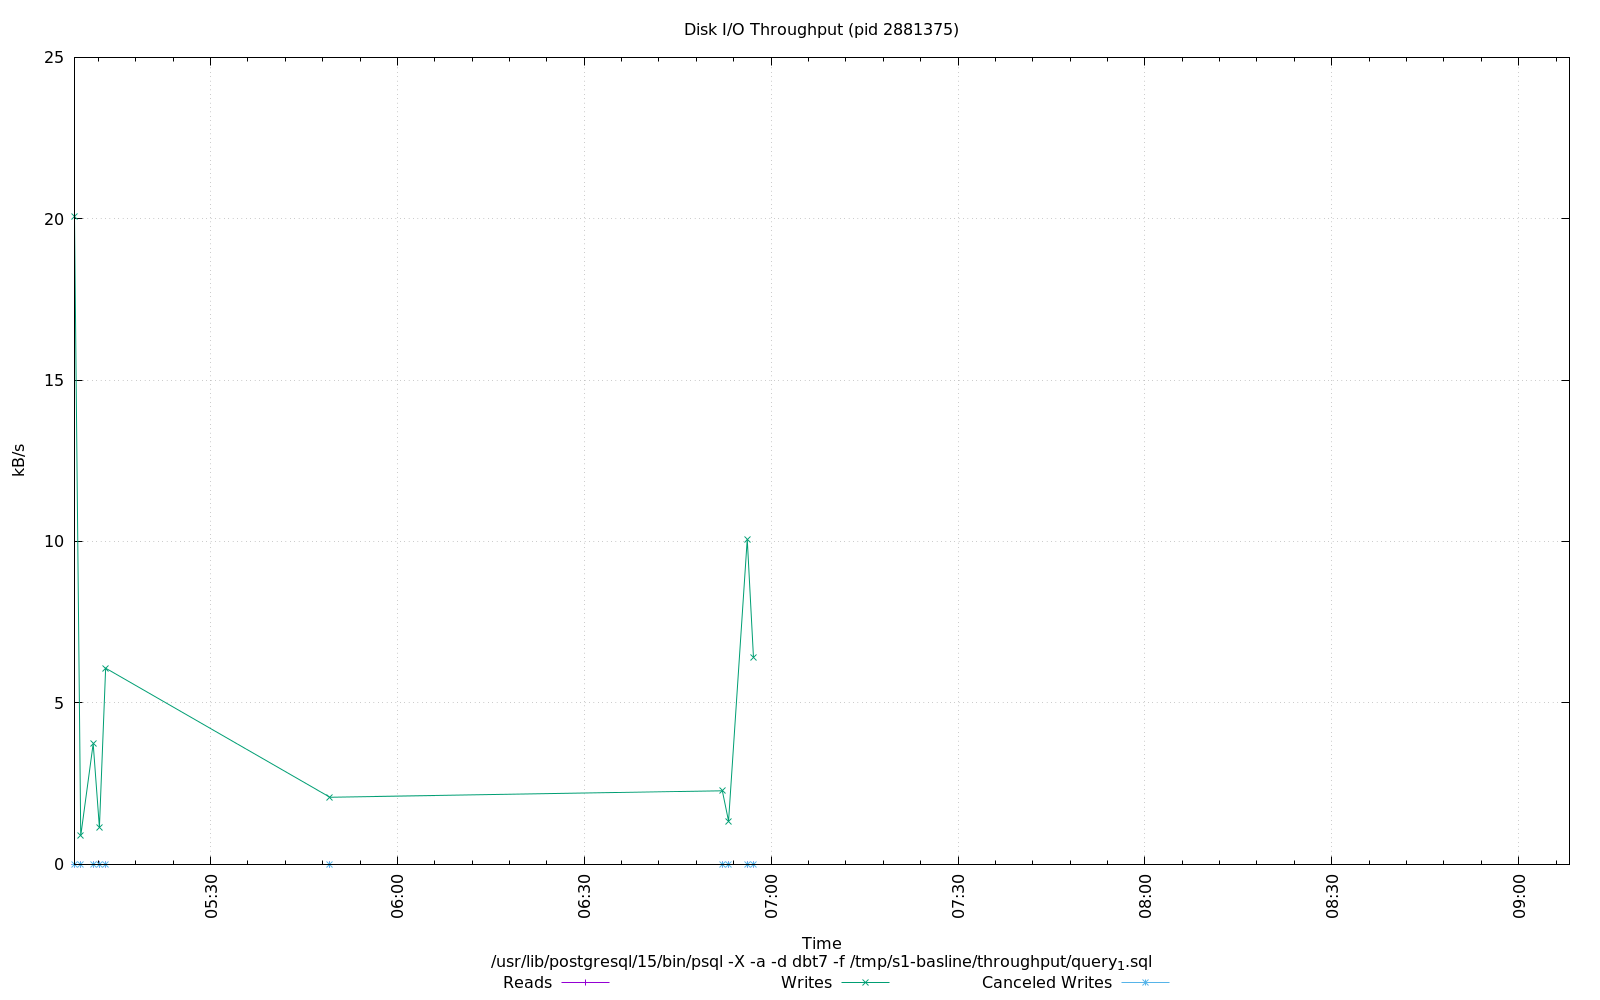 Disk I/O Throughput (pid 2881375)
25
20
15
10
5
0
kB/s
05:30
06:00
06:30
07:00
07:30
08:00
08:30
09:00
Time
/usr/lib/postgresql/15/bin/psql -X -a -d dbt7 -f /tmp/s1-basline/throughput/query₁.sql
Reads Writes Canceled Writes